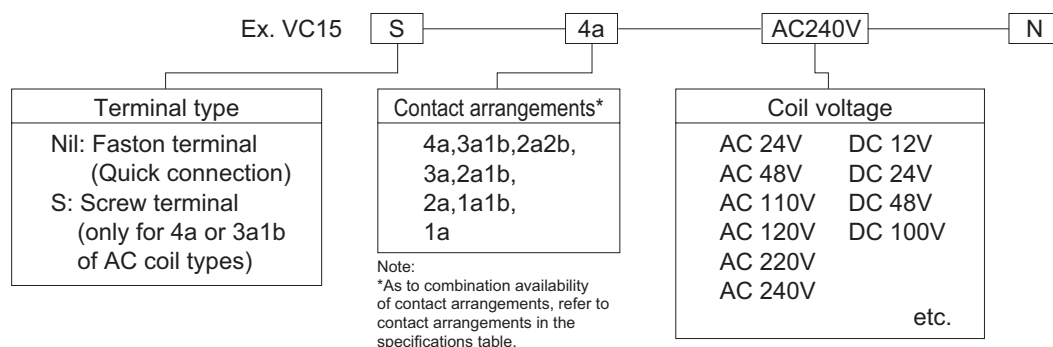 Ex. VC15 S 4a AC240V N
Terminal type
Nil: Faston terminal
(Quick connection)
S: Screw terminal
(only for 4a or 3a1b
of AC coil types)
Contact arrangements*
4a,3a1b,2a2b,
3a,2a1b,
2a,1a1b,
1a
Note:
*As to combination availability
of contact arrangements, refer to
contact arrangements in the
specifications table.
Coil voltage
AC 24V DC 12V
AC 48V DC 24V
AC 110V DC 48V
AC 120V DC 100V
AC 220V
AC 240V
etc.